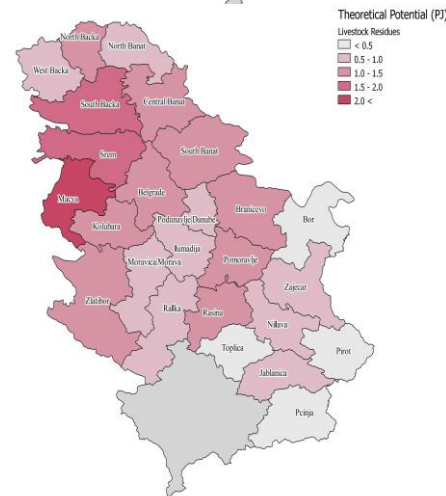 Theoretical Potential (PJ)
Livestock Residues
< 0.5
0.5 - 1.0
1.0 - 1.5
1.5 - 2.0
2.0 <
North Backa
North Banat
West Backa
South Backa
Central Banat
Srem
South Banat
Macva
Belgrade
Kolubara
Podunavlje/Danube
Branicevo
Bor
Moravica/Morava
Sumadija
Pomoravlje
Zlatibor
Raška
Rasina
Zajecar
Nišava
Toplica
Pirot
Jablanica
Pcinja